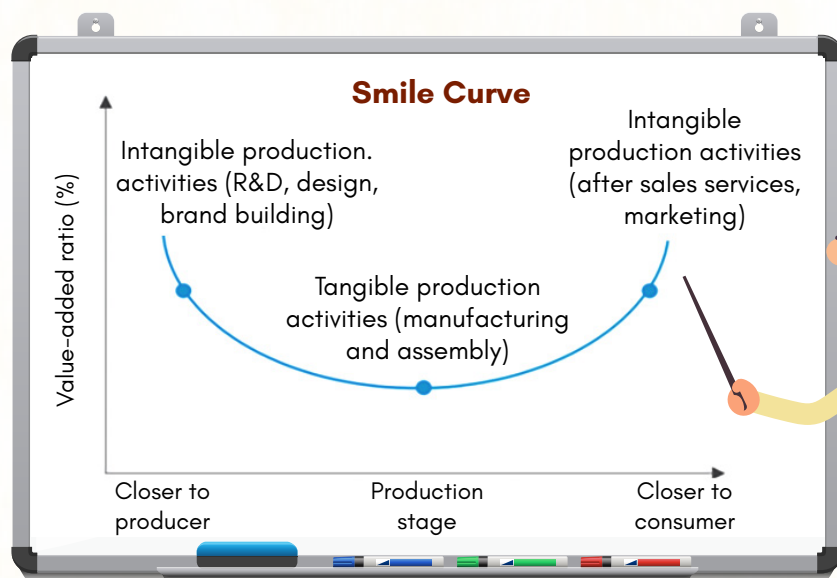 Smile Curve
Intangible production.
activities (R&D, design,
brand building)
Intangible
production activities
(after sales services,
marketing)
Tangible production
activities (manufacturing
and assembly)
Value-added ratio (%)
Closer to
producer
Production
stage
Closer to
consumer